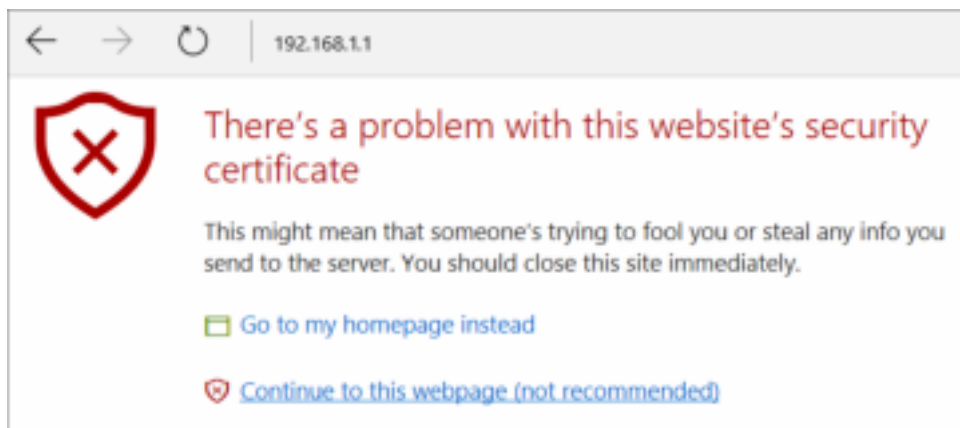 192.168.1.1
There's a problem with this website's security
certificate
This might mean that someone's trying to fool you or steal any info you
send to the server. You should close this site immediately.
Go to my homepage instead
Continue to this webpage (not recommended)